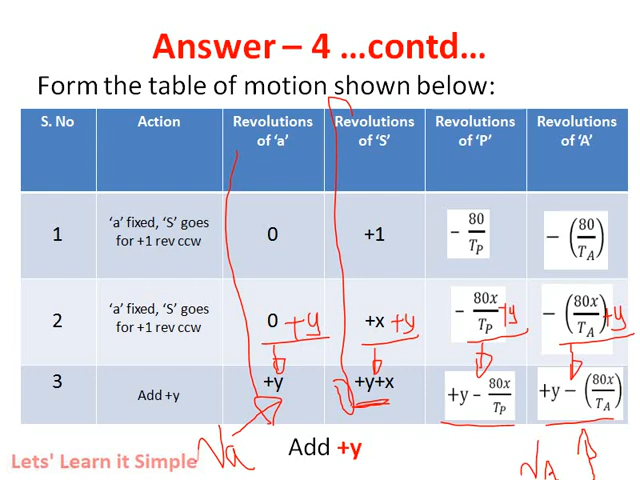 Answer – 4 …contd…
Form the table of motion shown below:
S. No Action Revolutions of 'a' Revolutions of 'S' Revolutions of 'P' Revolutions of 'A'
1 'a' fixed, 'S' goes for +1 rev ccw 0 +1 - 80/T_P - (80/T_A)
2 'a' fixed, 'S' goes for +1 rev ccw 0 +y +x +y - 80x/T_P +y - (80x/T_A) +y
3 Add +y +y +y+x +y - 80x/T_P +y - (80x/T_A)
Na Add +y NA
Lets' Learn it Simple